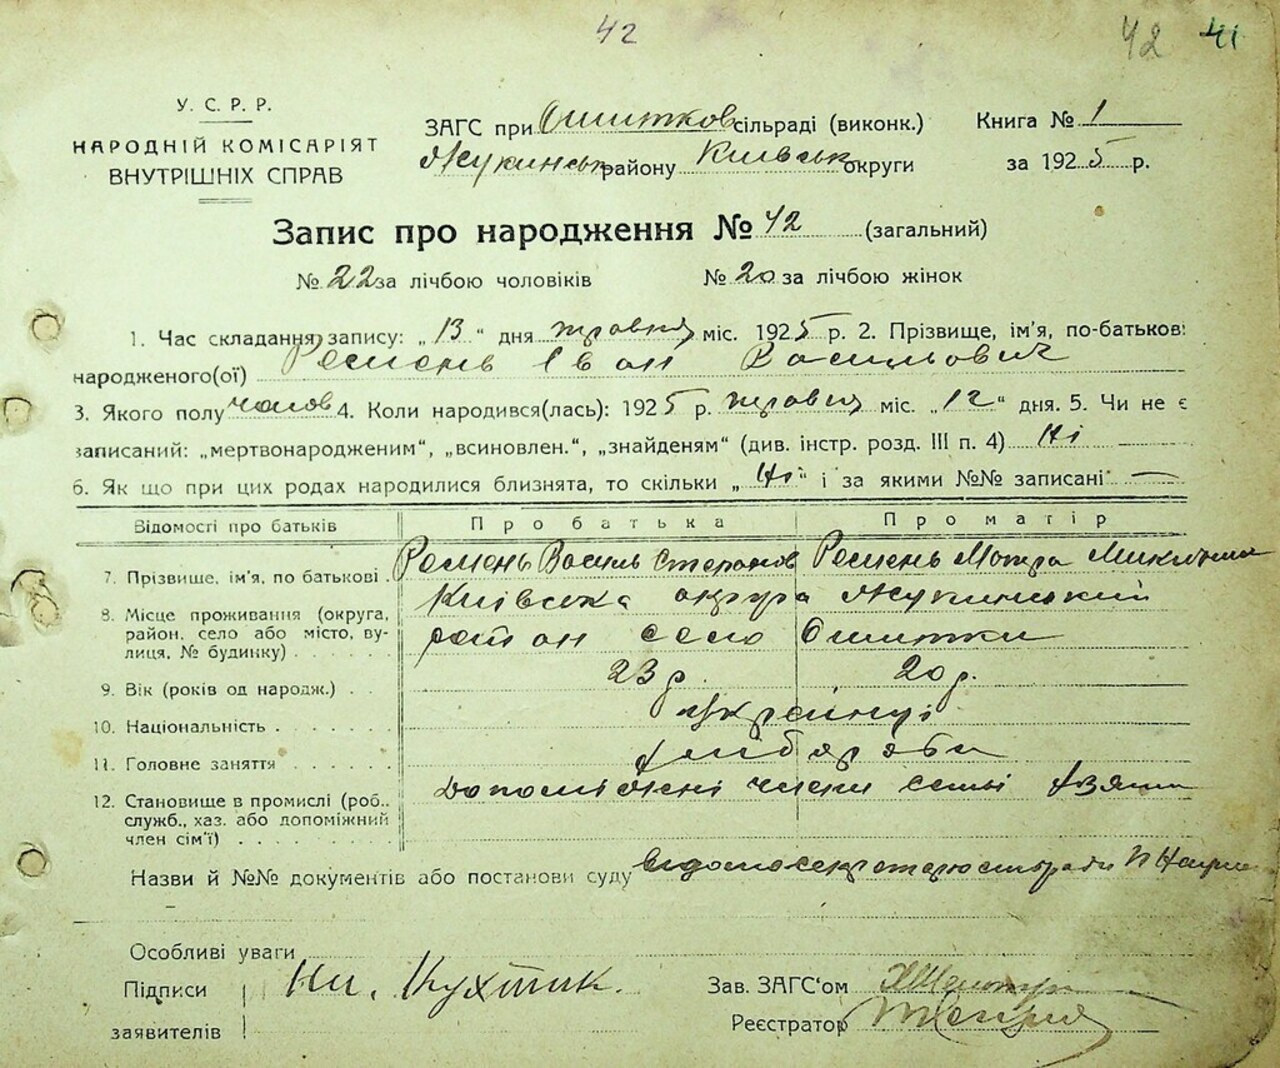 42 42 41
У. С. Р. Р.
НАРОДНІЙ КОМІСАРІЯТ
ВНУТРІШНІХ СПРАВ
ЗАГС при Ошитков сільраді (виконк.) Книга № 1
Жукинськ району Київськ округи за 1925 р.
Запис про народження № 42 (загальний)
№ 22 за лічбою чоловіків № 20 за лічбою жінок
1. Час складання запису: „13“ дня травня міс. 1925 р. 2. Прізвище, ім’я, по-батькові
народженого(ої) Ремень Іван Васильович
3. Якого полу чолов 4. Коли народився(лась): 1925 р. травня міс. „12“ дня. 5. Чи не є
записаний: „мертвонародженим“, „всиновлен.“, „знайденям“ (див. інстр. розд. III п. 4) Ні
6. Як що при цих родах народилися близнята, то скільки „Ні“ і за якими №№ записані —
Відомості про батьків Про батька Про матір
7. Прізвище, ім’я, по батькові. Ремень Василь Степанов Ремень Мотра
8. Місце проживання (округа, Київська округа Жукинський
район, село або місто, ву- район село Ошитки
лиця, № будинку)
9. Вік (років од народж.) 23 р. 20 р.
10. Національність Українці
11. Головне заняття Хлібороби
12. Становище в промислі (роб., Допоміжні члени семьі
служб., хаз. або допоміжний
член сім’ї)
Назви й №№ документів або постанови суду
Особливі уваги
Підписи Ни. Кухтик. Зав. ЗАГС‘ом
заявителів Реєстратор